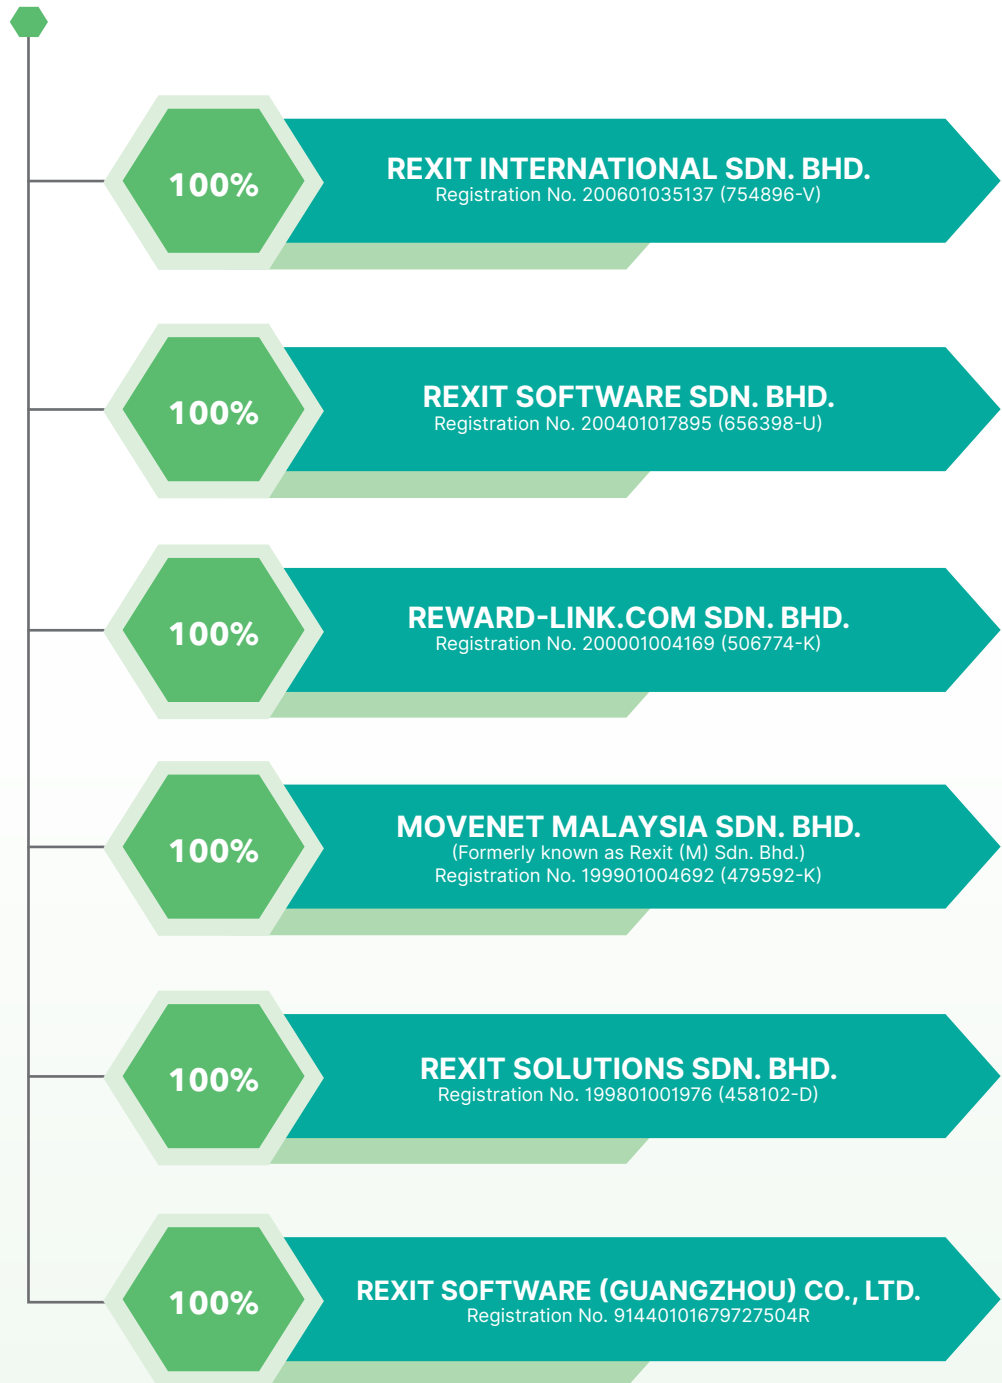 100%
REXIT INTERNATIONAL SDN. BHD.
Registration No. 200601035137 (754896-V)
100%
REXIT SOFTWARE SDN. BHD.
Registration No. 200401017895 (656398-U)
100%
REWARD-LINK.COM SDN. BHD.
Registration No. 200001004169 (506774-K)
100%
MOVENET MALAYSIA SDN. BHD.
(Formerly known as Rexit (M) Sdn. Bhd.)
Registration No. 199901004692 (479592-K)
100%
REXIT SOLUTIONS SDN. BHD.
Registration No. 199801001976 (458102-D)
100%
REXIT SOFTWARE (GUANGZHOU) CO., LTD.
Registration No. 91440101679727504R